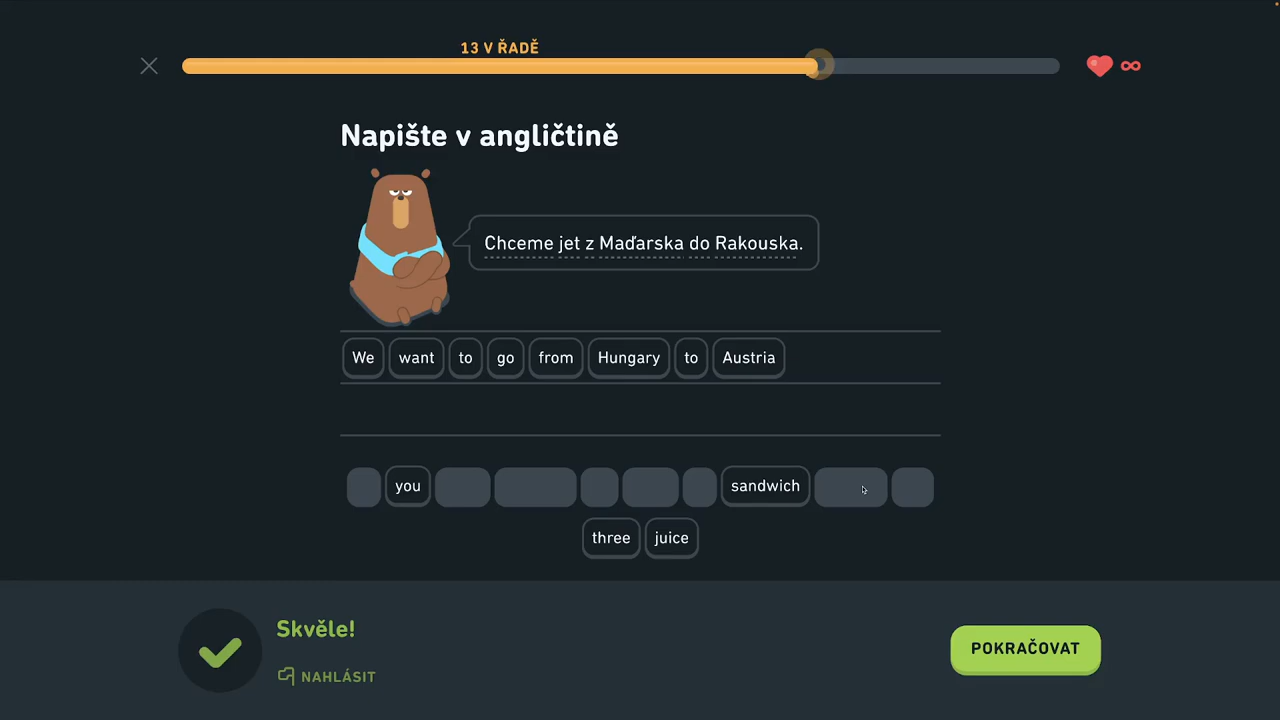 13 V ŘADĚ
Napište v angličtině
Chceme jet z Maďarska do Rakouska.
We want to go from Hungary to Austria
you sandwich
three juice
Skvěle!
NAHLÁSIT
POKRAČOVAT